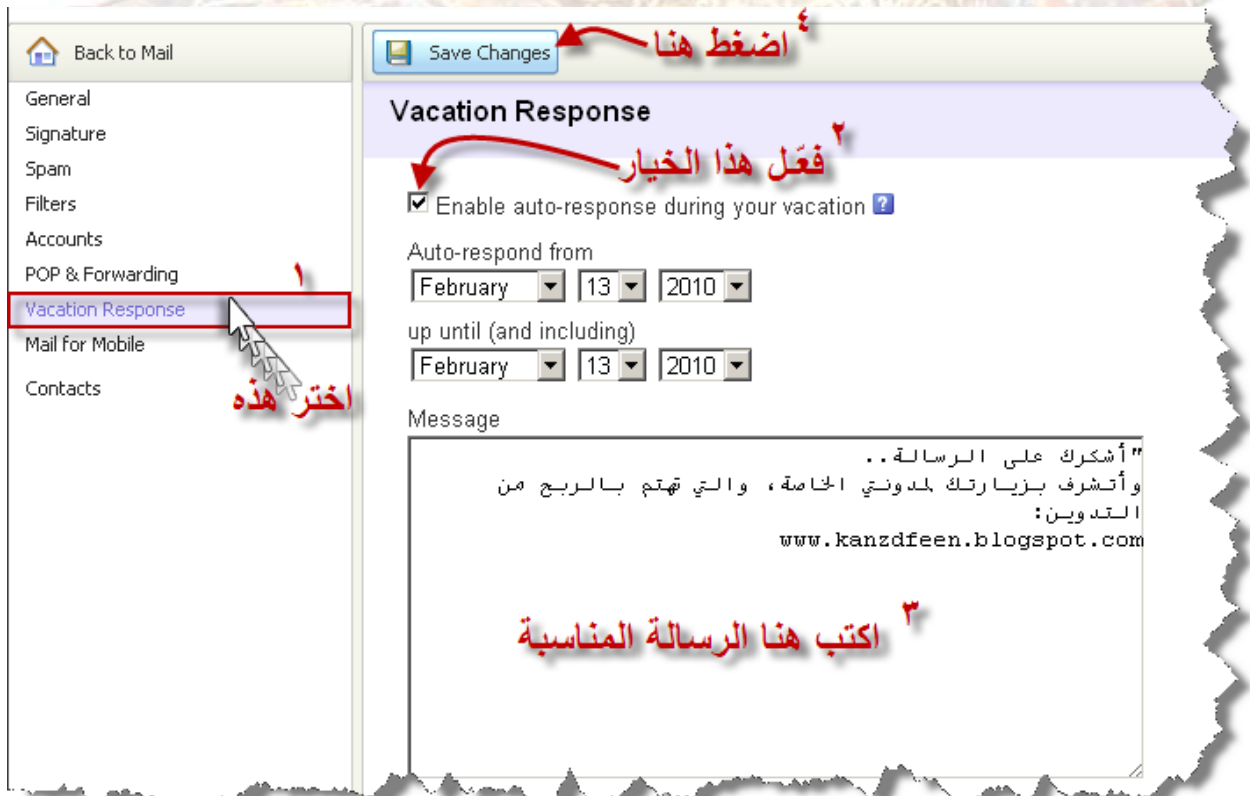 Back to Mail
General
Signature
Spam
Filters
Accounts
POP & Forwarding
١
Vacation Response
Mail for Mobile
Contacts
اختر هذه
Save Changes
٤ اضغط هنا
Vacation Response
٢ فعّل هذا الخيار
Enable auto-response during your vacation ?
Auto-respond from
February 13 2010
up until (and including)
February 13 2010
Message
"أشكرك على الرسالة..
وأتشرف بزيارتك لمدونتي الخاصة، والتي تهتم بالربح من
التدوين:
www.kanzdfeen.blogspot.com
٣ اكتب هنا الرسالة المناسبة